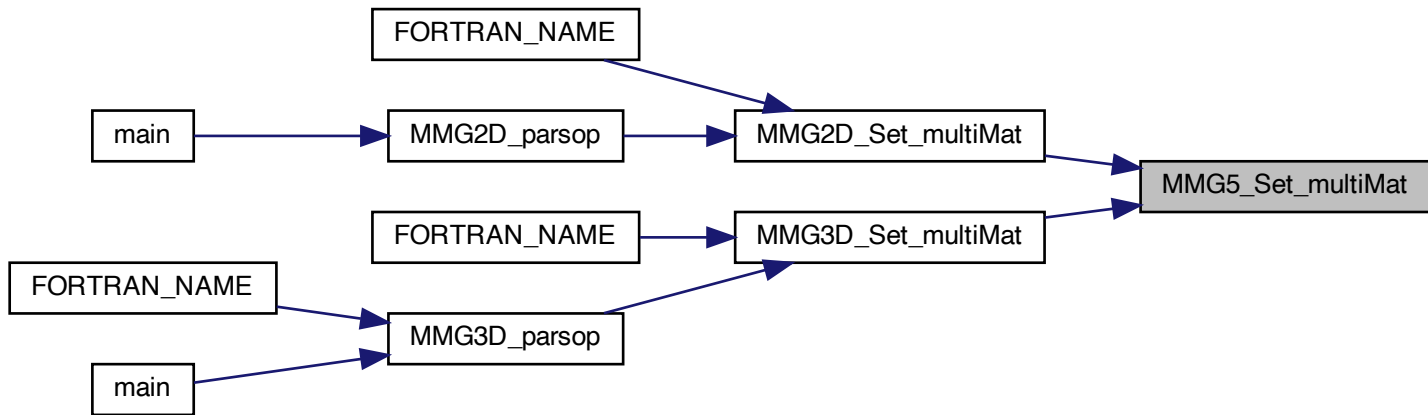 FORTRAN_NAME
main
MMG2D_parsop
MMG2D_Set_multiMat
MMG5_Set_multiMat
FORTRAN_NAME
MMG3D_Set_multiMat
FORTRAN_NAME
MMG3D_parsop
main